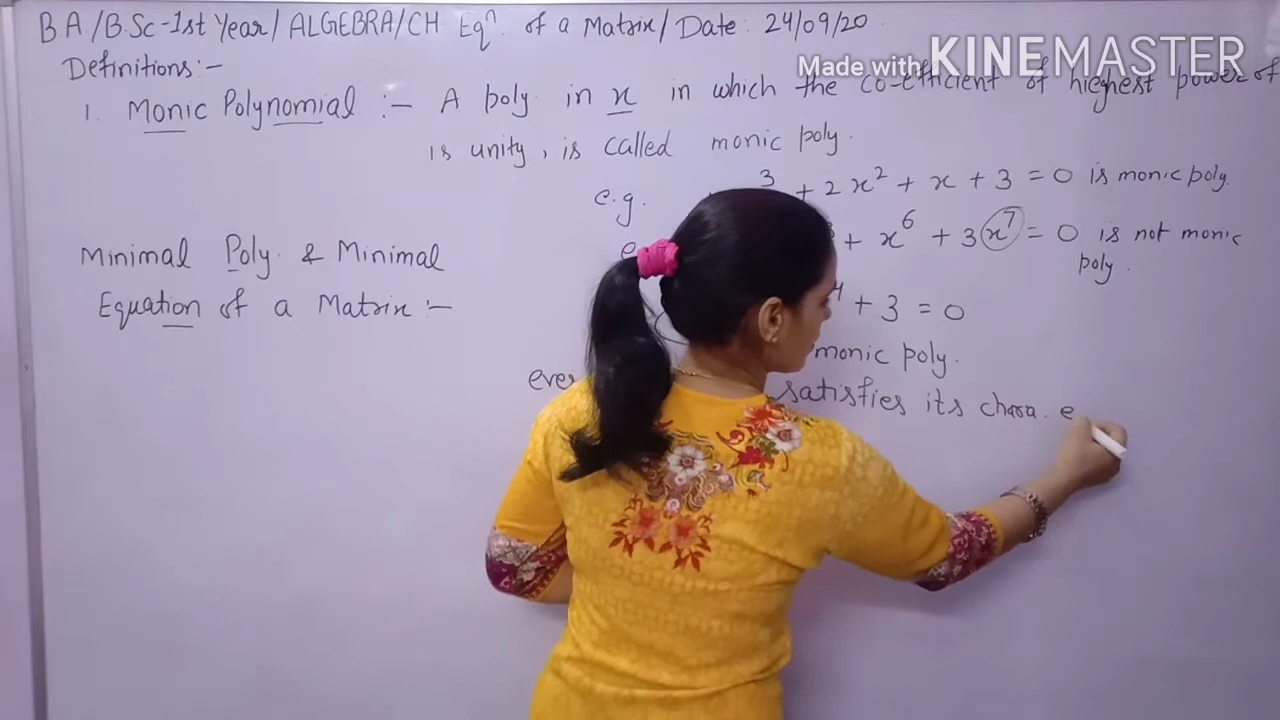 B.A./B.Sc-1st Year/ALGEBRA/CH Eqn. of a Matrix/Date: 24/09/20
Made with KINEMASTER
Definitions:-
1. Monic Polynomial :- A poly. in x in which the co-efficient of hieghest power of
is unity, is called monic poly.
e.g. 3 + 2x² + x + 3 = 0 is monic poly.
+ x⁶ + 3x⁷ = 0 is not monic
poly.
Minimal Poly. & Minimal
Equation of a Matrix :-
4 + 3 = 0
monic poly.
satisfies its chara. e